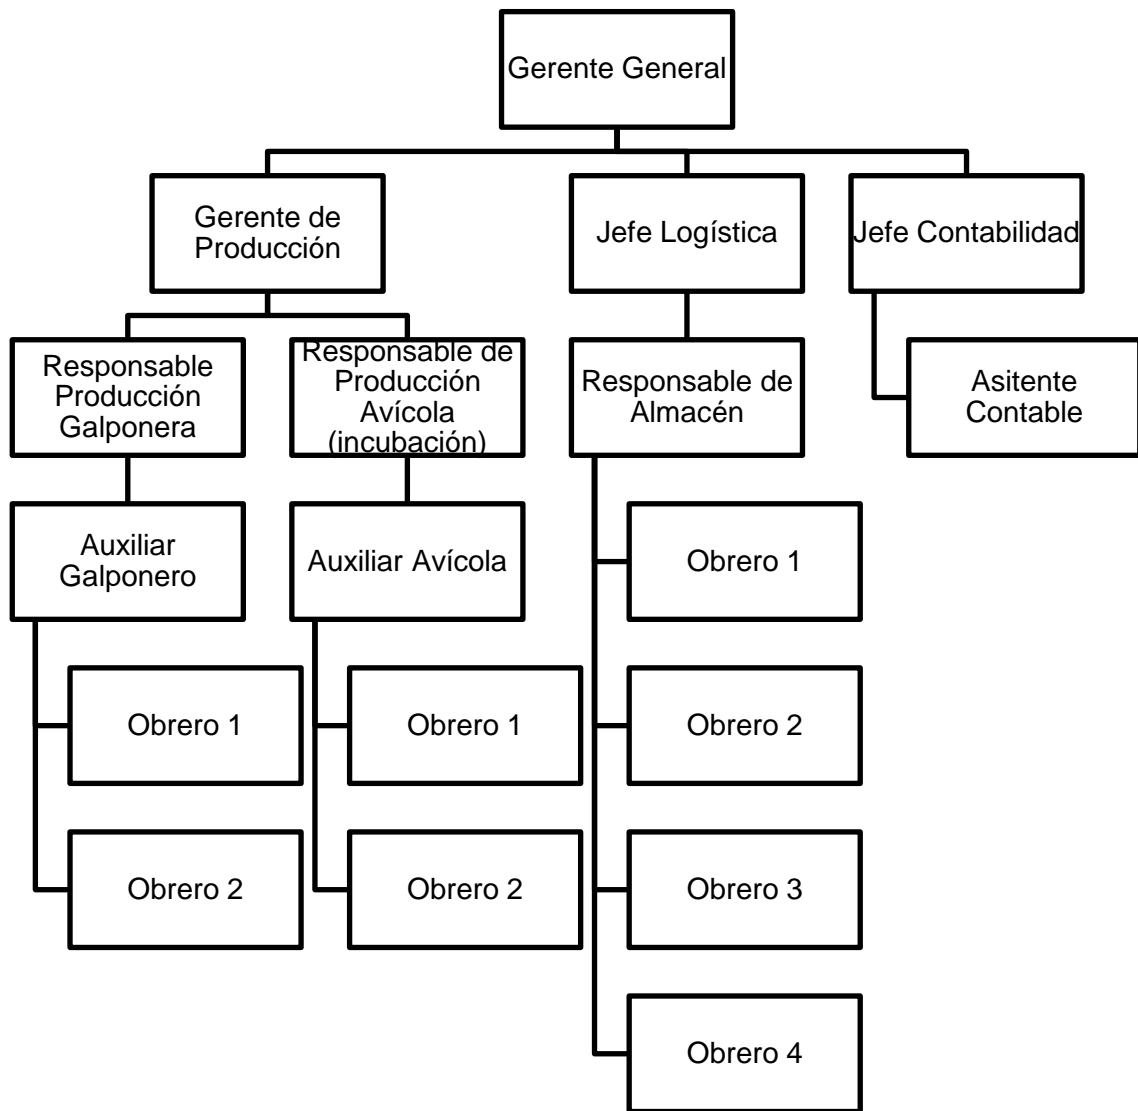 Gerente General
Gerente de
Producción
Jefe Logística
Jefe Contabilidad
Responsable
Producción
Galponera
Responsable de
Producción
Avícola
(incubación)
Responsable de
Almacén
Asitente
Contable
Auxiliar
Galponero
Auxiliar Avícola
Obrero 1
Obrero 1
Obrero 1
Obrero 2
Obrero 2
Obrero 2
Obrero 3
Obrero 4